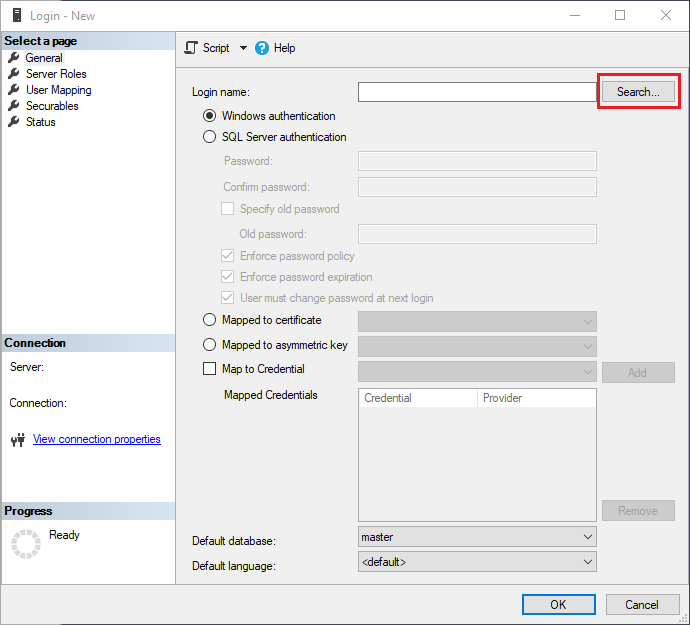 Login - New
Select a page
General
Server Roles
User Mapping
Securables
Status
Connection
Server:
Connection:
View connection properties
Progress
Ready
Script
Help
Login name:
Search...
Windows authentication
SQL Server authentication
Password:
Confirm password:
Specify old password
Old password:
Enforce password policy
Enforce password expiration
User must change password at next login
Mapped to certificate
Mapped to asymmetric key
Map to Credential
Add
Mapped Credentials
Credential Provider
Remove
Default database: master
Default language: <default>
OK Cancel